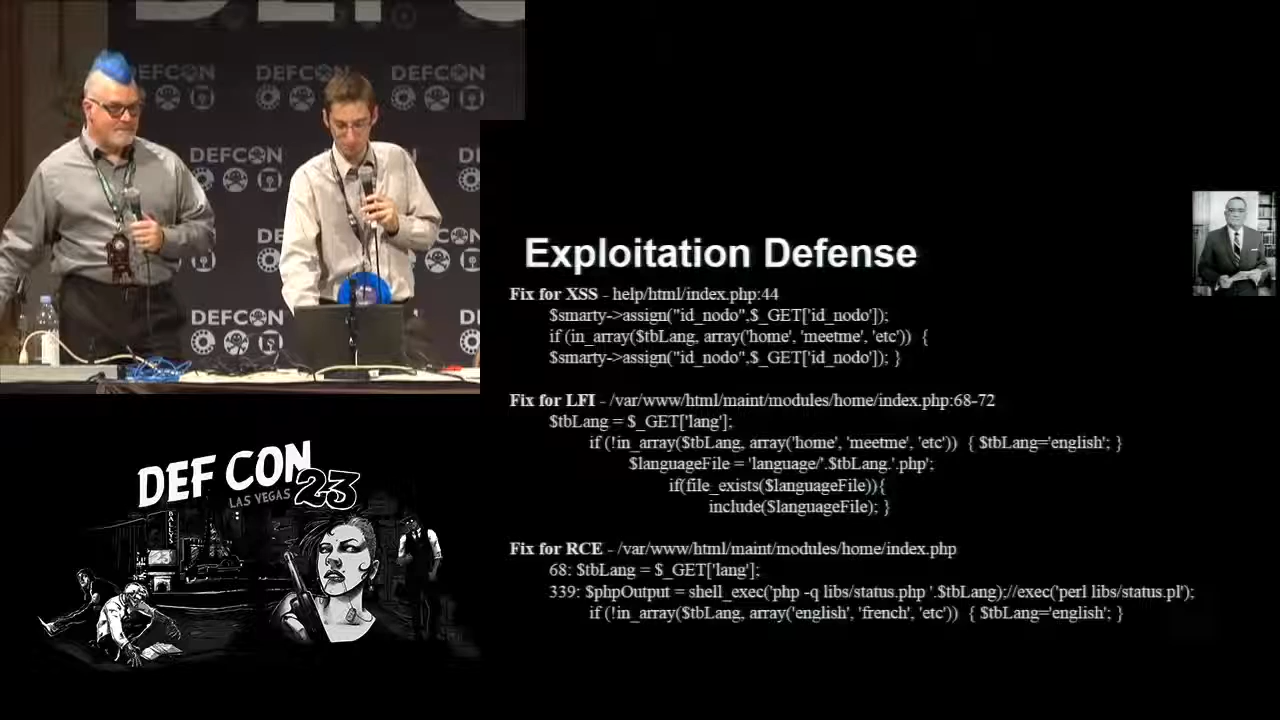 DEFCON
DEFCON
DEFCON
DEFCON
DEFCON
Exploitation Defense
Fix for XSS - help/html/index.php:44
$smarty->assign("id_nodo",$_GET['id_nodo']);
if (in_array($tbLang, array('home', 'meetme', 'etc'))  {
$smarty->assign("id_nodo",$_GET['id_nodo']); }
Fix for LFI - /var/www/html/maint/modules/home/index.php:68-72
$tbLang = $_GET['lang'];
if (!in_array($tbLang, array('home', 'meetme', 'etc'))  { $tbLang='english'; }
$languageFile = 'language/'.$tbLang.'.php';
if(file_exists($languageFile)){
include($languageFile); }
Fix for RCE - /var/www/html/maint/modules/home/index.php
68: $tbLang = $_GET['lang'];
339: $phpOutput = shell_exec('php -q libs/status.php '.$tbLang);//exec('perl libs/status.pl');
if (!in_array($tbLang, array('english', 'french', 'etc'))  { $tbLang='english'; }
DEF CON
LAS VEGAS 23
BALLYS